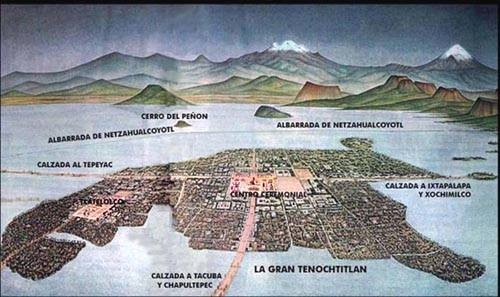 CERRO DEL PEÑON
ALBARRADA DE NETZAHUALCOYOTL
ALBARRADA DE NETZAHUALCOYOTL
CALZADA AL TEPEYAC
CALZADA A IXTAPALAPA
Y XOCHIMILCO
TLATELOLCO
CENTRO CEREMONIAL
LA GRAN TENOCHTITLAN
CALZADA A TACUBA
Y CHAPULTEPEC